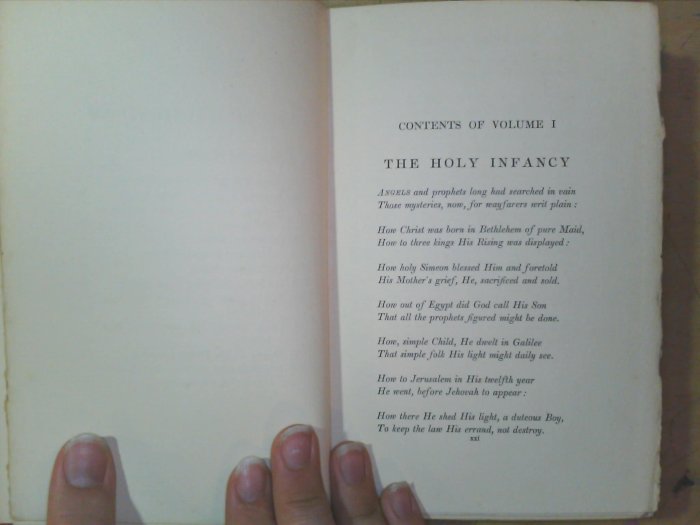 CONTENTS OF VOLUME I
THE HOLY INFANCY
ANGELS and prophets long had searched in vain
Those mysteries, now, for wayfarers writ plain :
How Christ was born in Bethlehem of pure Maid,
How to three kings His Rising was displayed :
How holy Simeon blessed Him and foretold
His Mother's grief, He, sacrificed and sold.
How out of Egypt did God call His Son
That all the prophets figured might be done.
How, simple Child, He dwelt in Galilee
That simple folk His light might daily see.
How to Jerusalem in His twelfth year
He went, before Jehovah to appear :
How there He shed His light, a duteous Boy,
To keep the law His errand, not destroy.
xxi